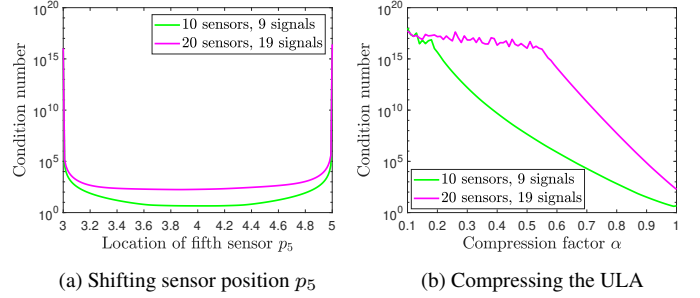 Condition number
10^20
10^15
10^10
10^5
10^0
10 sensors, 9 signals
20 sensors, 19 signals
3 3.2 3.4 3.6 3.8 4 4.2 4.4 4.6 4.8 5
Location of fifth sensor p₅
(a) Shifting sensor position p₅
Condition number
10^20
10^15
10^10
10^5
10^0
10 sensors, 9 signals
20 sensors, 19 signals
0.1 0.2 0.3 0.4 0.5 0.6 0.7 0.8 0.9 1
Compression factor α
(b) Compressing the ULA